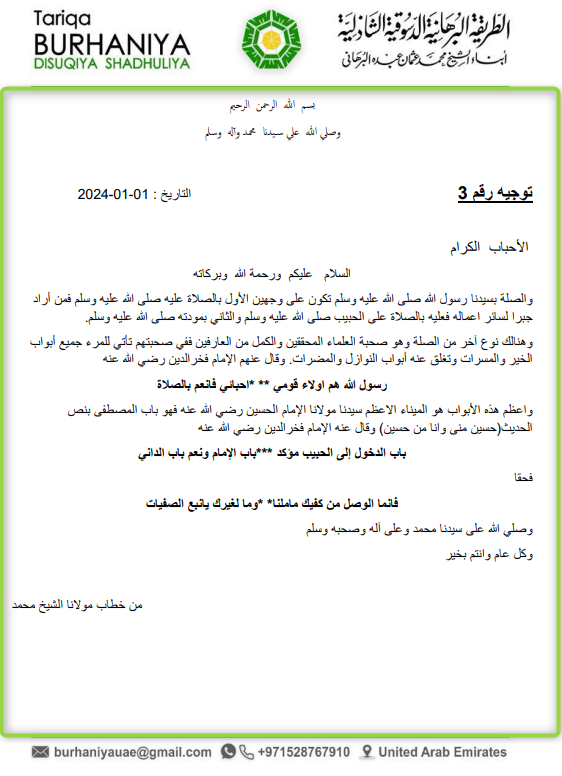 Tariqa
BURHANIYA
DISUQIYA SHADHULIYA
الطريقة البرهانية الدسوقية الشاذلية
أبناء الشيخ محمد عثمان عبده البرهاني
بسم الله الرحمن الرحيم
وصلي الله علي سيدنا محمد وآله وسلم
توجيه رقم 3
التاريخ : 01-01-2024
الأحباب الكرام
السلام عليكم ورحمة الله وبركاته
والصلة بسيدنا رسول الله صلى الله عليه وسلم تكون على وجهين الأول بالصلاة عليه صلى الله عليه وسلم فمن أراد
جبرا لسائر اعماله فعليه بالصلاة على الحبيب صلى الله عليه وسلم والثاني بمودته صلى الله عليه وسلم.
وهنالك نوع آخر من الصلة وهو صحبة العلماء المحققين والكمل من العارفين ففي صحبتهم تأتي للمرء جميع أبواب
الخير والمسرات وتغلق عنه أبواب النوازل والمضرات. وقال عنهم الإمام فخرالدين رضي الله عنه
رسول الله هم اولاء قومي ** *احبائي فانعم بالصلاة
واعظم هذه الأبواب هو الميناء الاعظم سيدنا مولانا الإمام الحسين رضي الله عنه فهو باب المصطفى بنص
الحديث(حسين منى وانا من حسين) وقال عنه الإمام فخرالدين رضي الله عنه
باب الدخول إلى الحبيب مؤكد ***باب الإمام ونعم باب الداني
فحقا
فانما الوصل من كفيك ماملنا* *وما لغيرك يانبع الصفيات
وصلي الله على سيدنا محمد وعلى آله وصحبه وسلم
وكل عام وانتم بخير
من خطاب مولانا الشيخ محمد
burhaniyauae@gmail.com +971528767910 United Arab Emirates